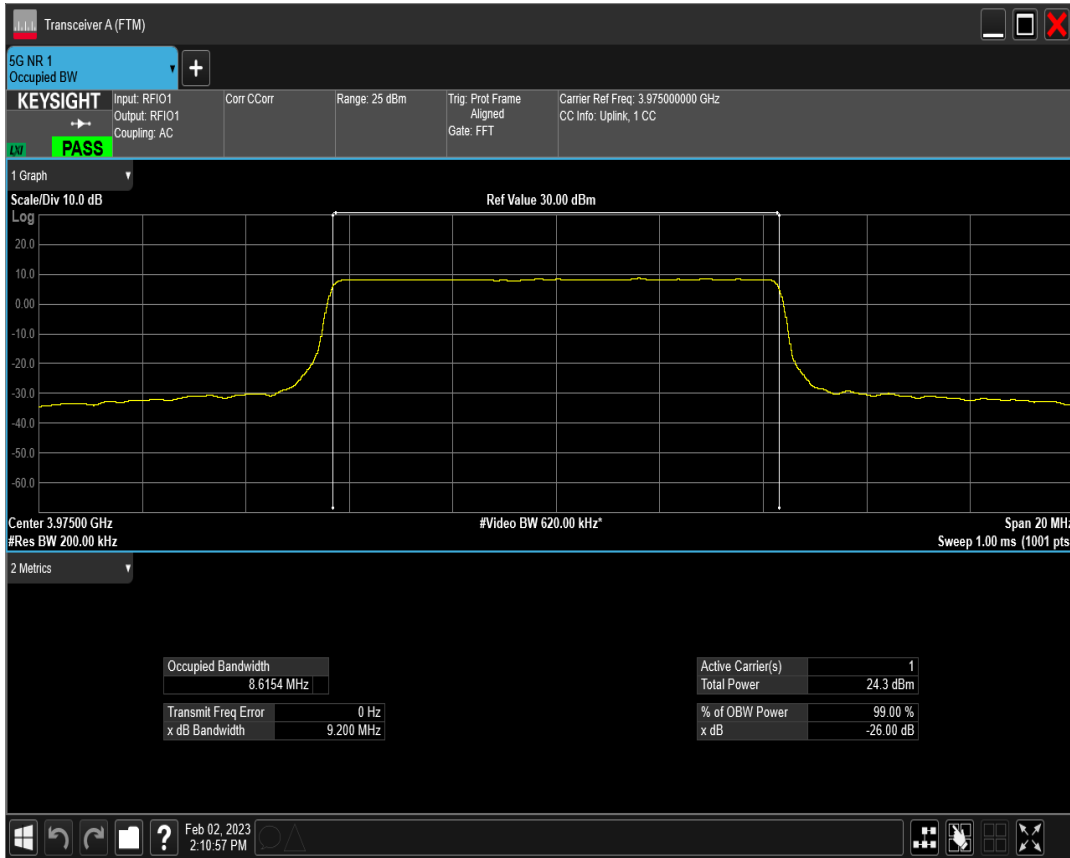 Transceiver A (FTM)
5G NR 1
Occupied BW
+
KEYSIGHT
LXI
PASS
Input: RFIO1
Output: RFIO1
Coupling: AC
Corr CCorr
Range: 25 dBm
Trig: Prot Frame
Aligned
Gate: FFT
Carrier Ref Freq: 3.975000000 GHz
CC Info: Uplink, 1 CC
1 Graph
Scale/Div 10.0 dB
Ref Value 30.00 dBm
Log
20.0
10.0
0.00
-10.0
-20.0
-30.0
-40.0
-50.0
-60.0
Center 3.97500 GHz
#Video BW 620.00 kHz*
Span 20 MHz
#Res BW 200.00 kHz
Sweep 1.00 ms (1001 pts
2 Metrics
Occupied Bandwidth
8.6154 MHz
Transmit Freq Error 0 Hz
x dB Bandwidth 9.200 MHz
Active Carrier(s) 1
Total Power 24.3 dBm
% of OBW Power 99.00 %
x dB -26.00 dB
?
Feb 02, 2023
2:10:57 PM